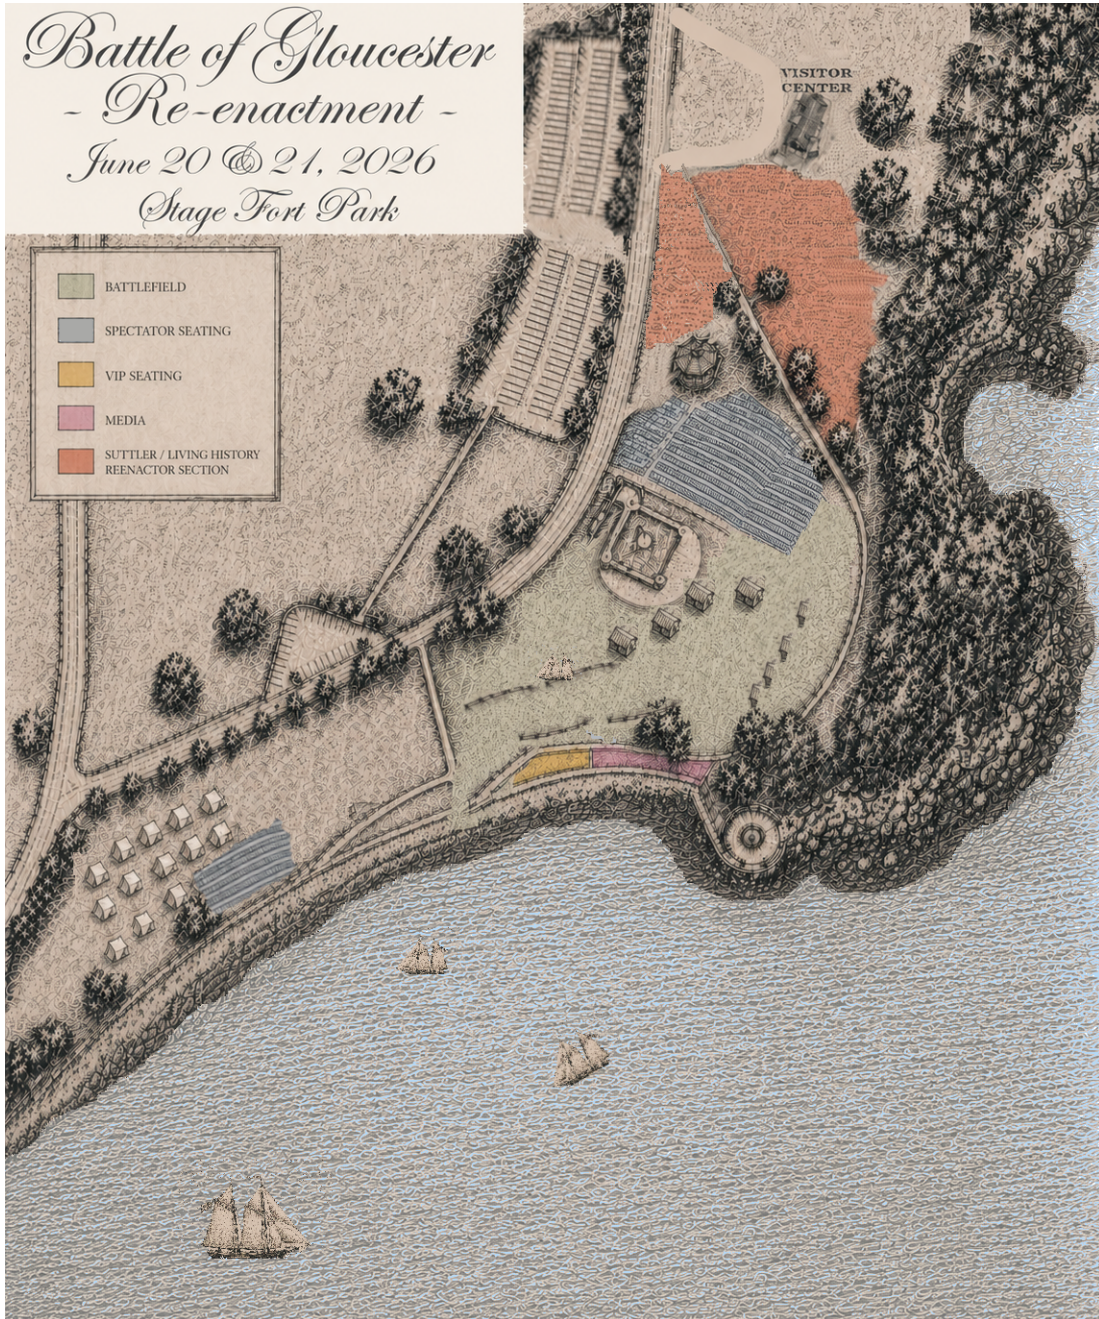 Battle of Gloucester
- Re-enactment -
June 20 & 21, 2026
Stage Fort Park
VISITOR
CENTER
BATTLEFIELD
SPECTATOR SEATING
VIP SEATING
MEDIA
SUTTLER / LIVING HISTORY
REENACTOR SECTION